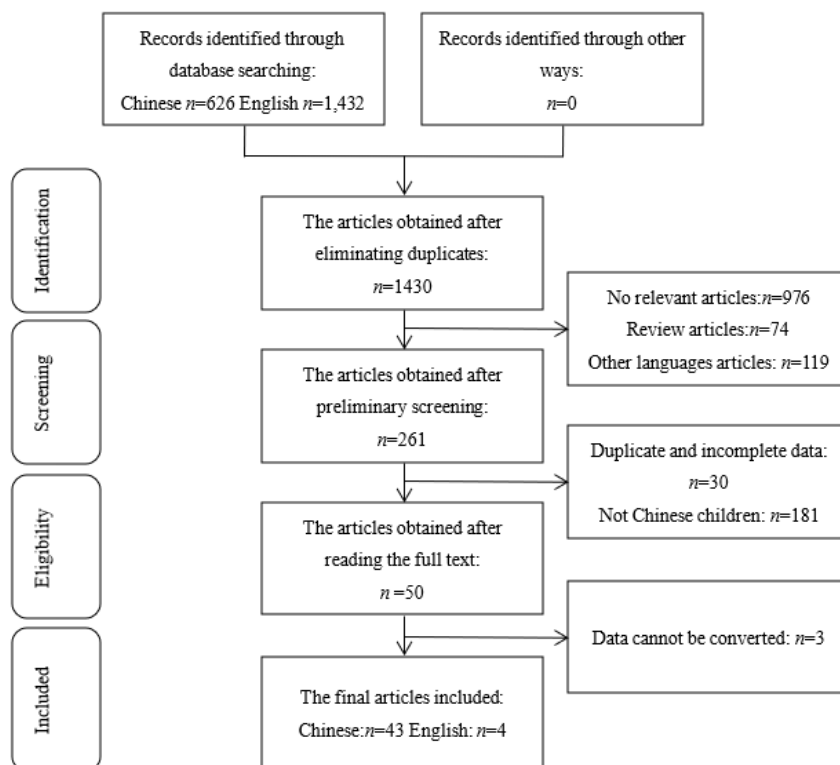 Records identified through
database searching:
Chinese n=626 English n=1,432
Records identified through other
ways:
n=0
Identification
The articles obtained after
eliminating duplicates:
n=1430
No relevant articles:n=976
Review articles:n=74
Other languages articles: n=119
Screening
The articles obtained after
preliminary screening:
n=261
Duplicate and incomplete data:
n=30
Not Chinese children: n=181
Eligibility
The articles obtained after
reading the full text:
n =50
Data cannot be converted: n=3
Included
The final articles included:
Chinese:n=43 English: n=4